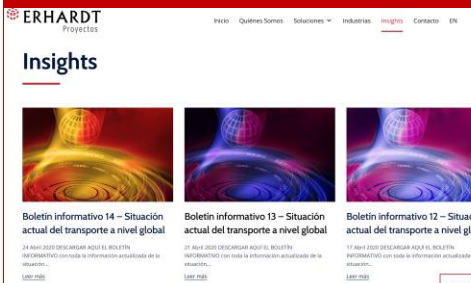 ERHARDT
Proyectos
Inicio Quiénes Somos Soluciones Industrias Insights Contacto EN
Insights
Boletín informativo 14 – Situación
actual del transporte a nivel global
24 Abril 2020 DESCARGAR AQUÍ EL BOLETÍN
INFORMATIVO con toda la información actualizada de la
situación...
Leer más
Boletín informativo 13 – Situación
actual del transporte a nivel global
21 Abril 2020 DESCARGAR AQUÍ EL BOLETÍN
INFORMATIVO con toda la información actualizada de la
situación...
Leer más
Boletín informativo 12 – Situac
actual del transporte a nivel glo
17 Abril 2020 DESCARGAR AQUÍ EL BOLETÍN
INFORMATIVO con toda la información actualizada
situación...
Leer más